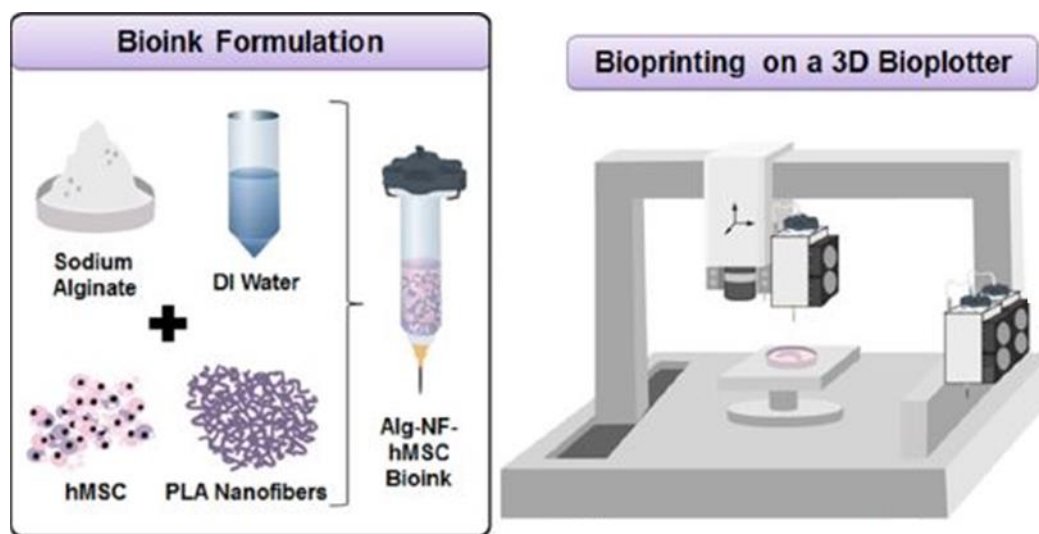 Bioink Formulation
Bioprinting on a 3D Bioplotter
Sodium
Alginate
DI Water
hMSC
PLA Nanofibers
Alg-NF-
hMSC
Bioink